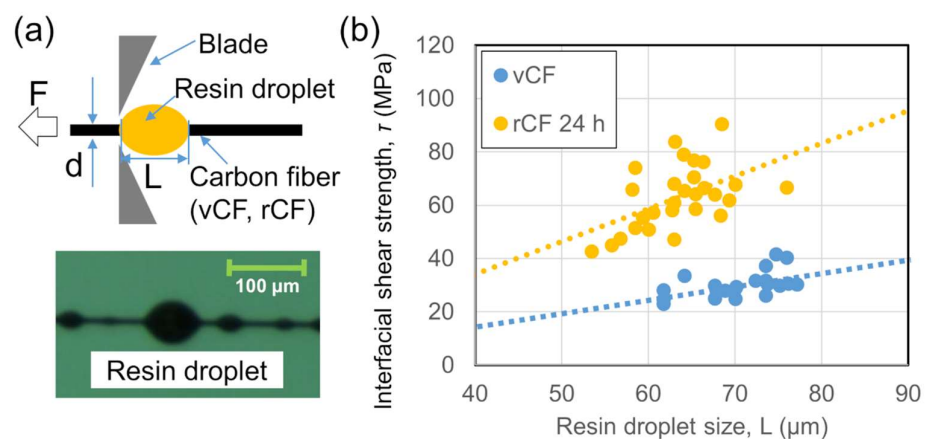 (a)
Blade
Resin droplet
F
d
L
Carbon fiber
(vCF, rCF)
100 μm
Resin droplet
(b)
Interfacial shear strength, τ (MPa)
120
100
80
60
40
20
0
vCF
rCF 24 h
40
50
60
70
80
90
Resin droplet size, L (μm)